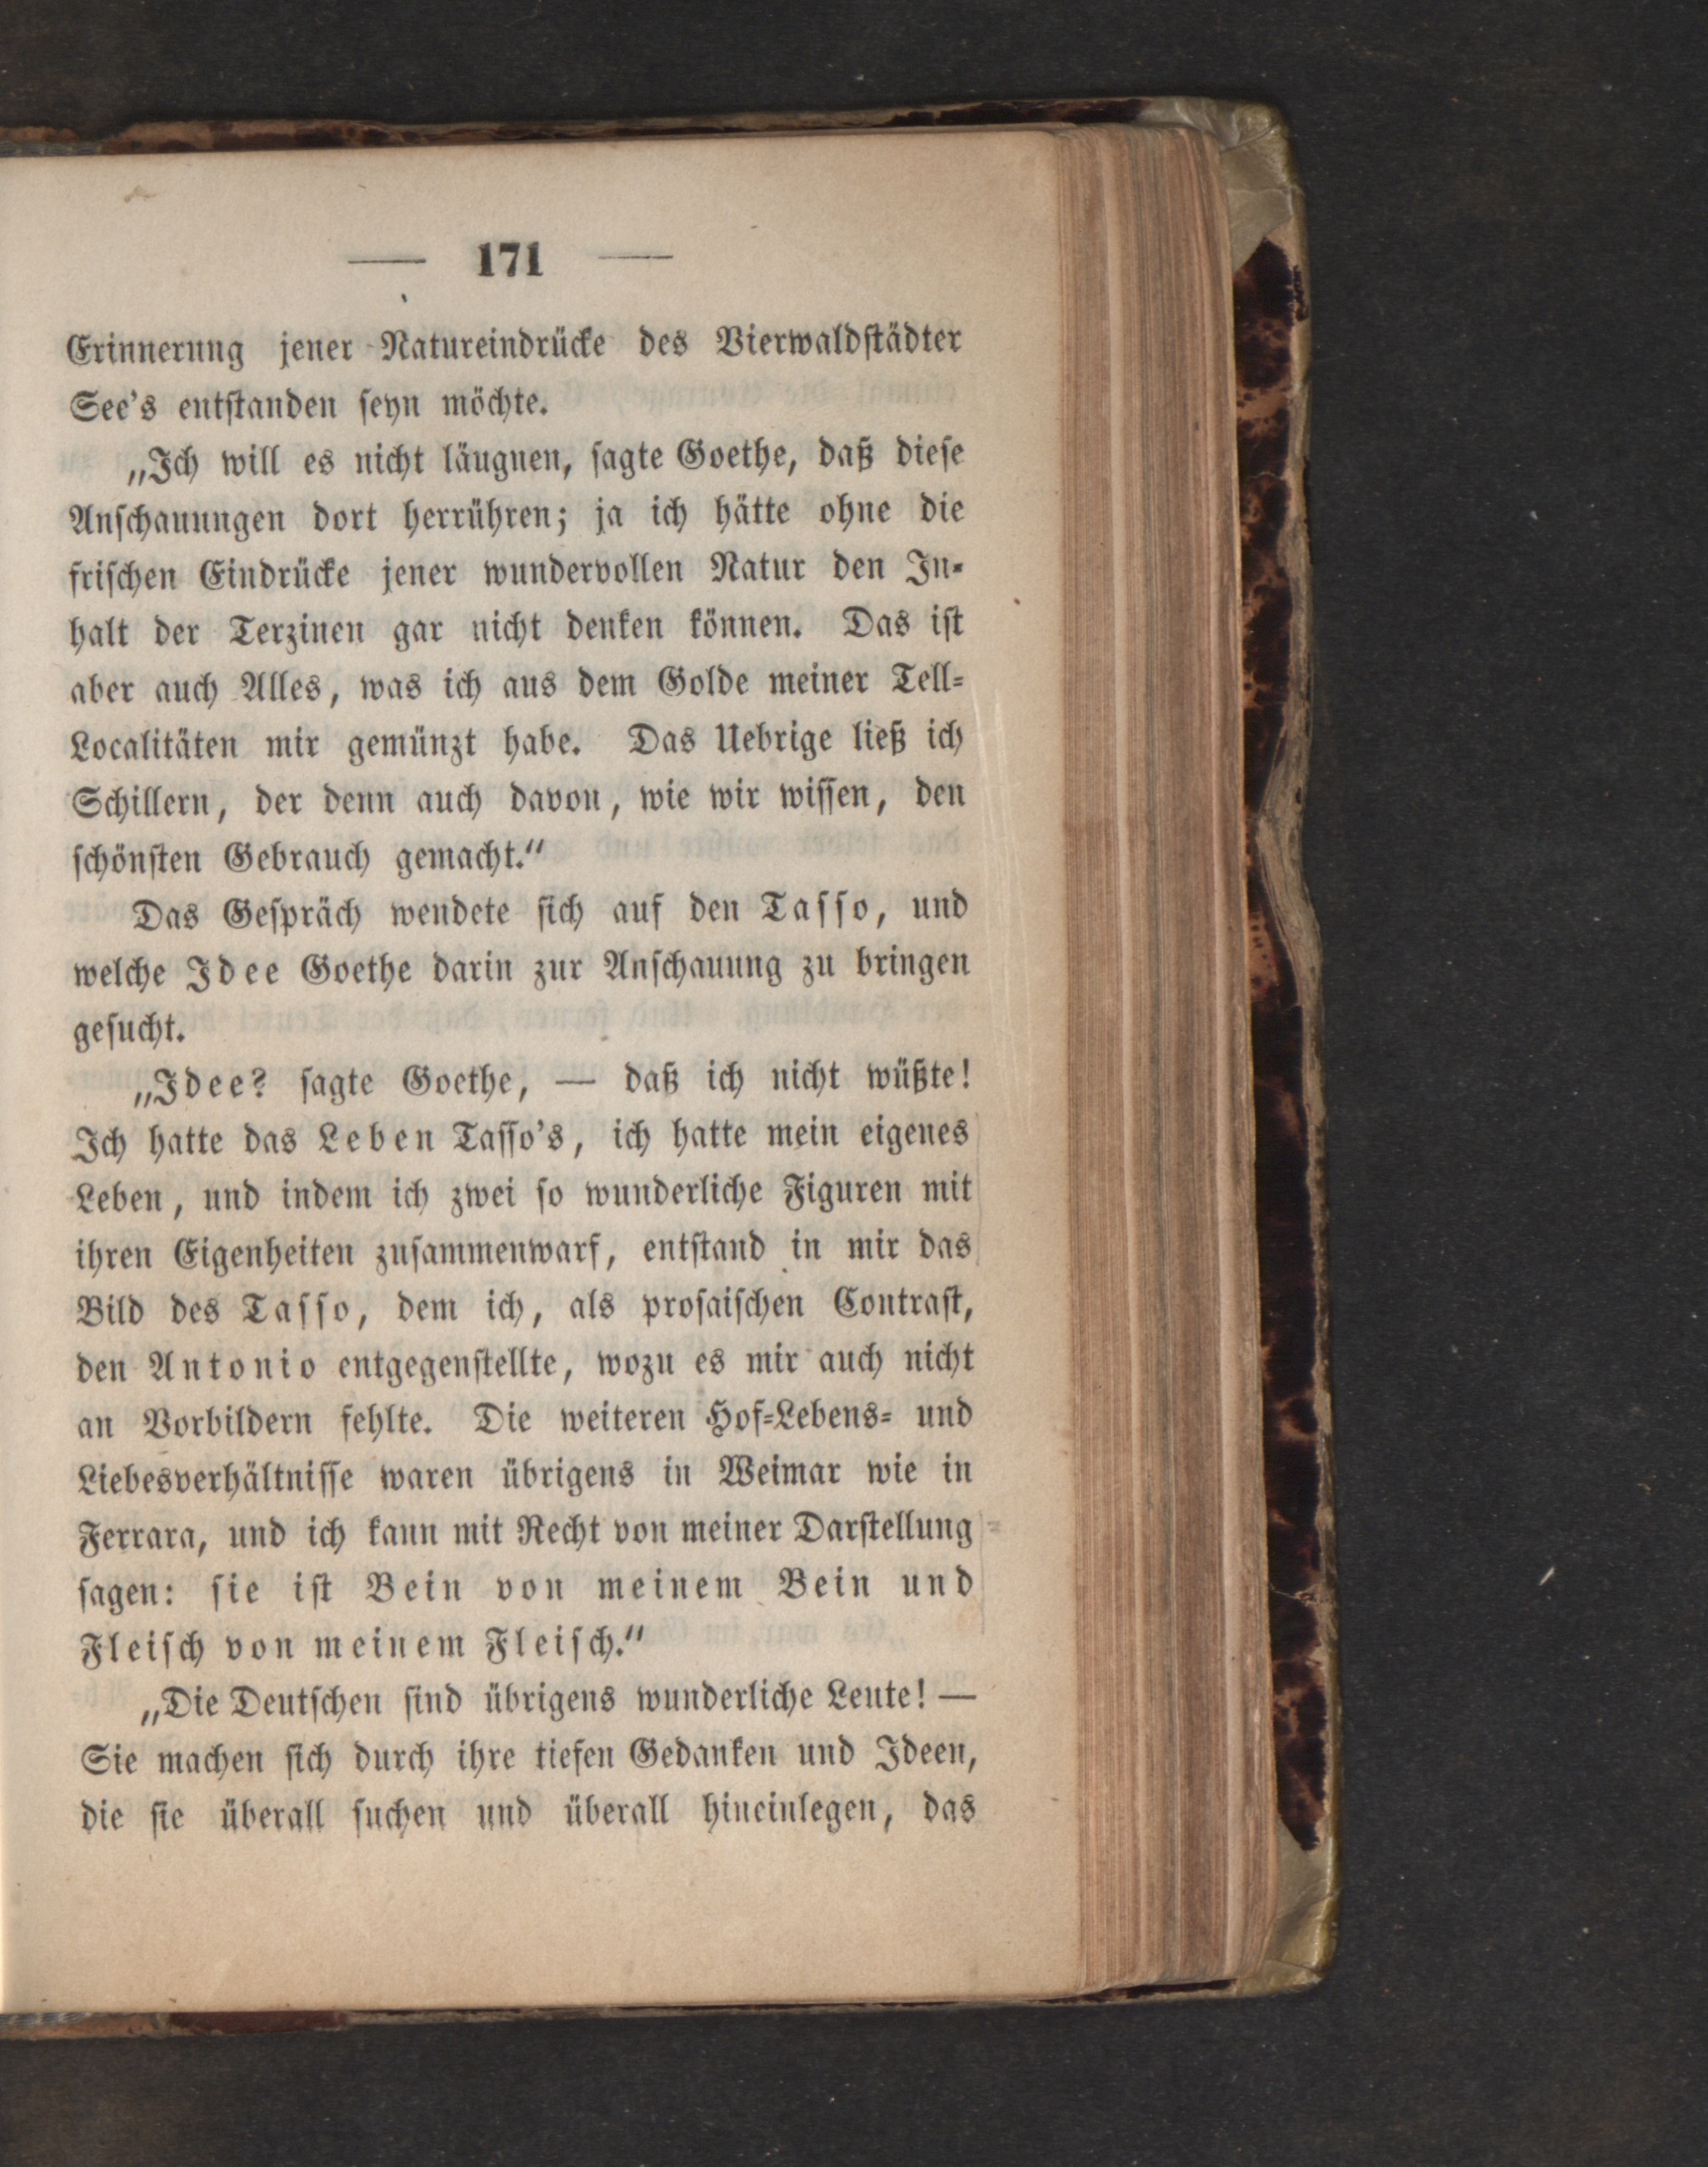 — 171 —
Erinnerung jener Natureindrücke des Vierwaldstädter
See's entstanden seyn möchte.
„Ich will es nicht läugnen, sagte Goethe, daß diese
Anschauungen dort herrühren; ja ich hätte ohne die
frischen Eindrücke jener wundervollen Natur den In-
halt der Terzinen gar nicht denken können. Das ist
aber auch Alles, was ich aus dem Golde meiner Tell-
Localitäten mir gemünzt habe. Das Uebrige ließ ich
Schillern, der denn auch davon, wie wir wissen, den
schönsten Gebrauch gemacht.“
Das Gespräch wendete sich auf den Tasso, und
welche Idee Goethe darin zur Anschauung zu bringen
gesucht.
„Idee? sagte Goethe, — daß ich nicht wüßte!
Ich hatte das Leben Tasso's, ich hatte mein eigenes
Leben, und indem ich zwei so wunderliche Figuren mit
ihren Eigenheiten zusammenwarf, entstand in mir das
Bild des Tasso, dem ich, als prosaischen Contrast,
den Antonio entgegenstellte, wozu es mir auch nicht
an Vorbildern fehlte. Die weiteren Hof-Lebens- und
Liebesverhältnisse waren übrigens in Weimar wie in
Ferrara, und ich kann mit Recht von meiner Darstellung
sagen: sie ist Bein von meinem Bein und
Fleisch von meinem Fleisch.“
„Die Deutschen sind übrigens wunderliche Leute! —
Sie machen sich durch ihre tiefen Gedanken und Ideen,
die sie überall suchen und überall hineinlegen, das